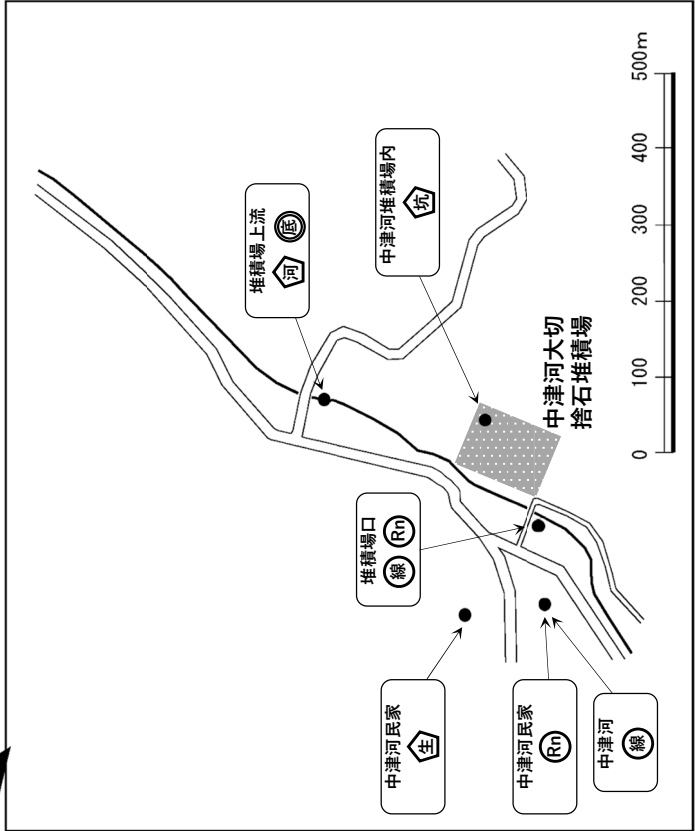 堆積場上流
河 底
中津河堆積場内
坑
中津河大切
捨石堆積場
堆積場口
線 Rn
中津河民家
生
中津河民家
Rn
中津河
線
0 100 200 300 400 500m